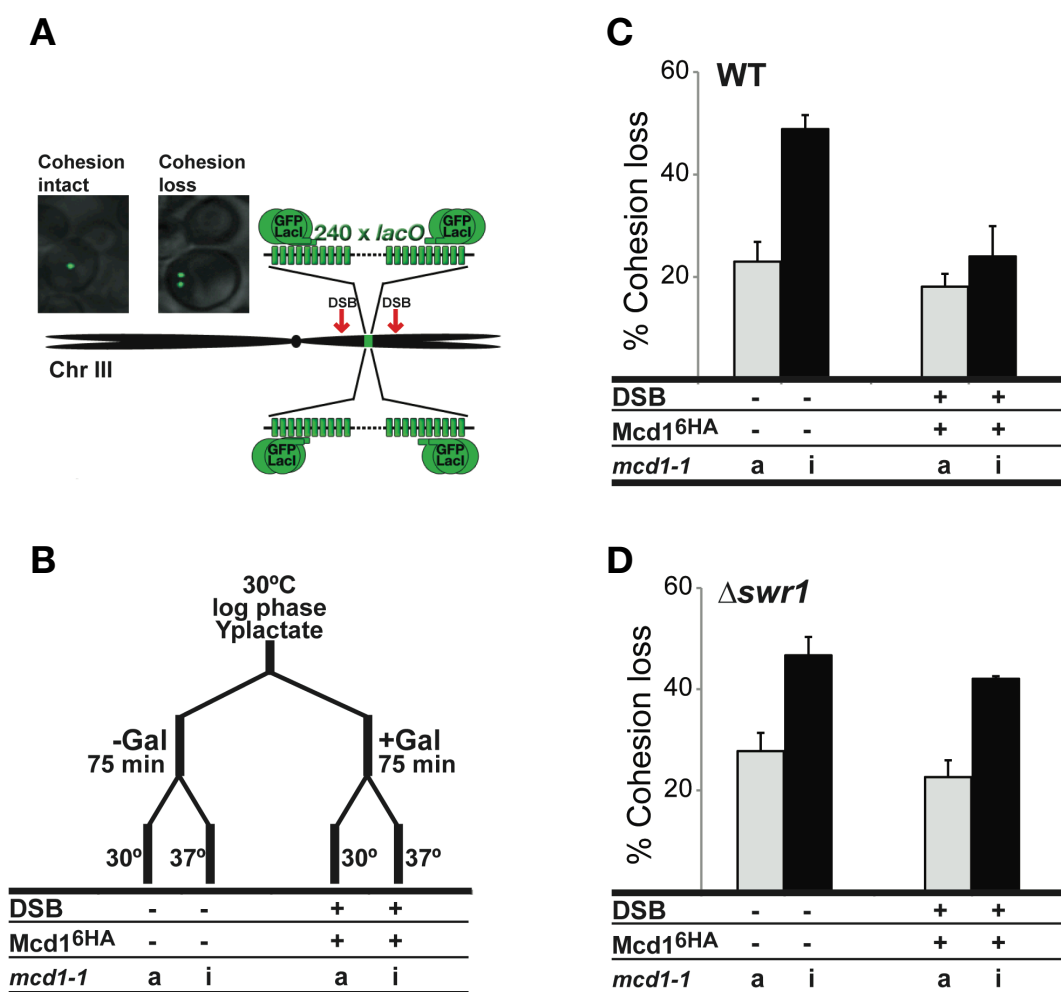 A
Cohesion intact
Cohesion loss
GFP LacI
240 x lacO
GFP LacI
DSB
DSB
Chr III
GFP LacI
GFP LacI
B
30ºC
log phase
Yplactate
-Gal
75 min
+Gal
75 min
30º
37º
30º
37º
DSB - - + +
Mcd1 6HA - - + +
mcd1-1 a i a i
C
WT
% Cohesion loss
60
40
20
DSB - - + +
Mcd1 6HA - - + +
mcd1-1 a i a i
D
Δswr1
% Cohesion loss
60
40
20
DSB - - + +
Mcd1 6HA - - + +
mcd1-1 a i a i